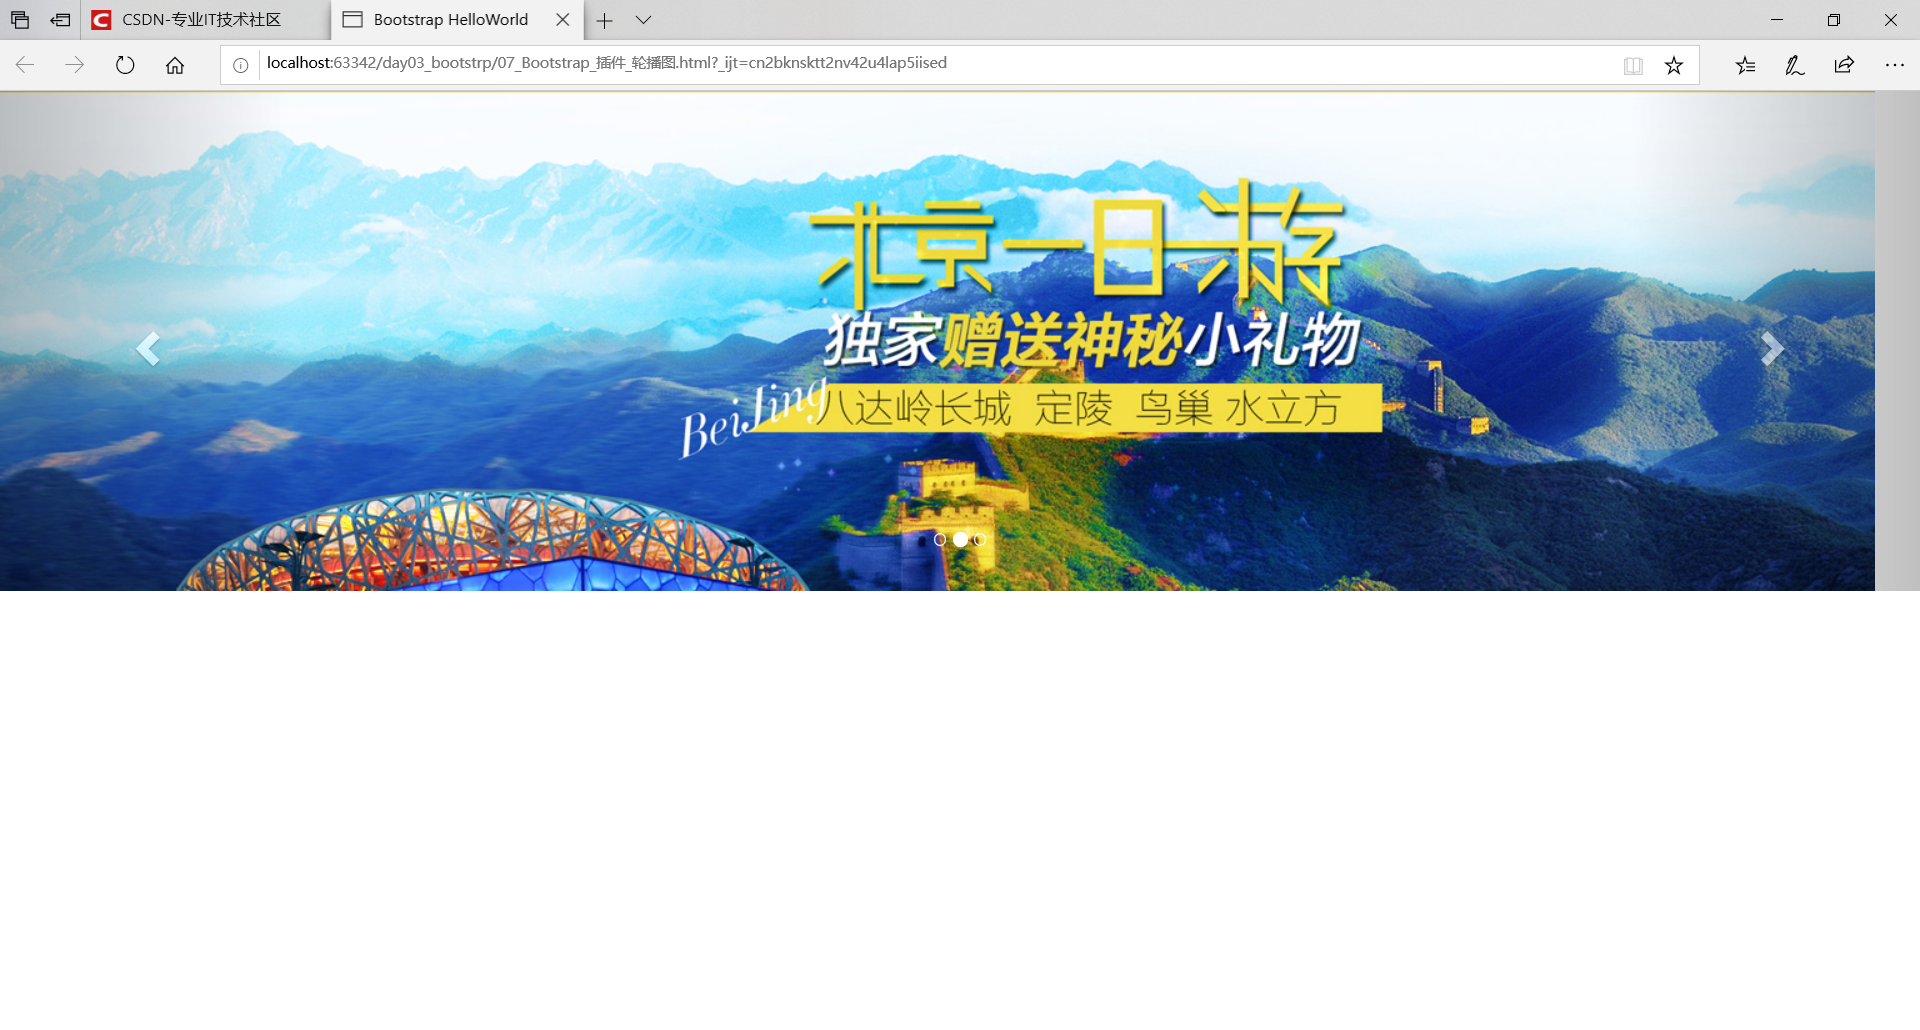 CSDN-专业IT技术社区
Bootstrap HelloWorld
localhost:63342/day03_bootstrp/07_Bootstrap_插件_轮播图.html?_ijt=cn2bknsktt2nv42u4lap5iised
北京一日游
独家赠送神秘小礼物
BeiJing
八达岭长城 定陵 鸟巢 水立方